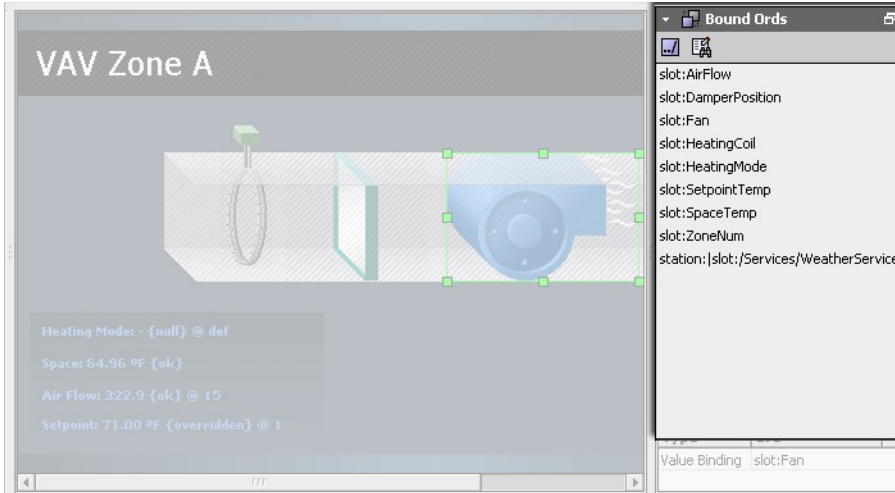 Bound Ords
VAV Zone A
slot:AirFlow
slot:DamperPosition
slot:Fan
slot:HeatingCoil
slot:HeatingMode
slot:SetpointTemp
slot:SpaceTemp
slot:ZoneNum
station:|slot:/Services/WeatherService
Heating Mode: - {null} @ def
Space: 64.96 ºF {ok}
Air Flow: 322.9 {ok} @ 15
Setpoint: 71.00 ºF {overridden} @ 1
Value Binding slot:Fan